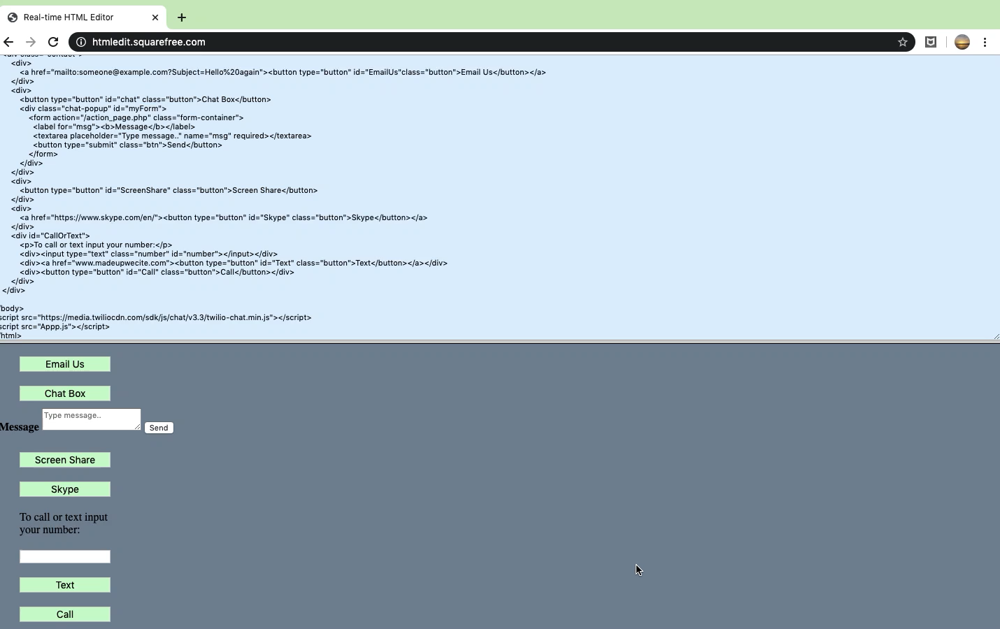 Real-time HTML Editor
htmledit.squarefree.com
<div class="contact">
<div>
<a href="mailto:someone@example.com?Subject=Hello%20again"><button type="button" id="EmailUs"class="button">Email Us</button></a>
</div>
<div>
<button type="button" id="chat" class="button">Chat Box</button>
<div class="chat-popup" id="myForm">
<form action="/action_page.php" class="form-container">
<label for="msg"><b>Message</b></label>
<textarea placeholder="Type message.." name="msg" required></textarea>
<button type="submit" class="btn">Send</button>
</form>
</div>
</div>
<div>
<button type="button" id="ScreenShare" class="button">Screen Share</button>
</div>
<div>
<a href="https://www.skype.com/en/"><button type="button" id="Skype" class="button">Skype</button></a>
</div>
<div id="CallOrText">
<p>To call or text input your number:</p>
<div><input type="text" class="number" id="number"></input></div>
<div><a href="www.madeupwecite.com"><button type="button" id="Text" class="button">Text</button></a></div>
<div><button type="button" id="Call" class="button">Call</button></div>
</div>
</div>
/body>
script src="https://media.twiliocdn.com/sdk/js/chat/v3.3/twilio-chat.min.js"></script>
script src="Appp.js"></script>
/html>
Email Us
Chat Box
Type message..
Message Send
Screen Share
Skype
To call or text input
your number:
Text
Call